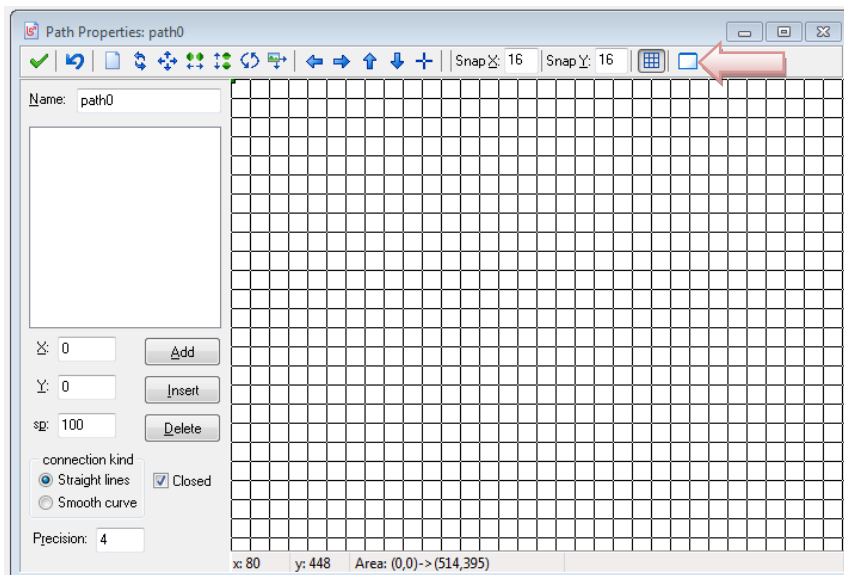 Path Properties: path0
Snap X: 16 Snap Y: 16
Name: path0
X: 0 Add
Y: 0 Insert
sp: 100 Delete
connection kind
Straight lines Closed
Smooth curve
Precision: 4
x: 80 y: 448 Area: (0,0)->(514,395)